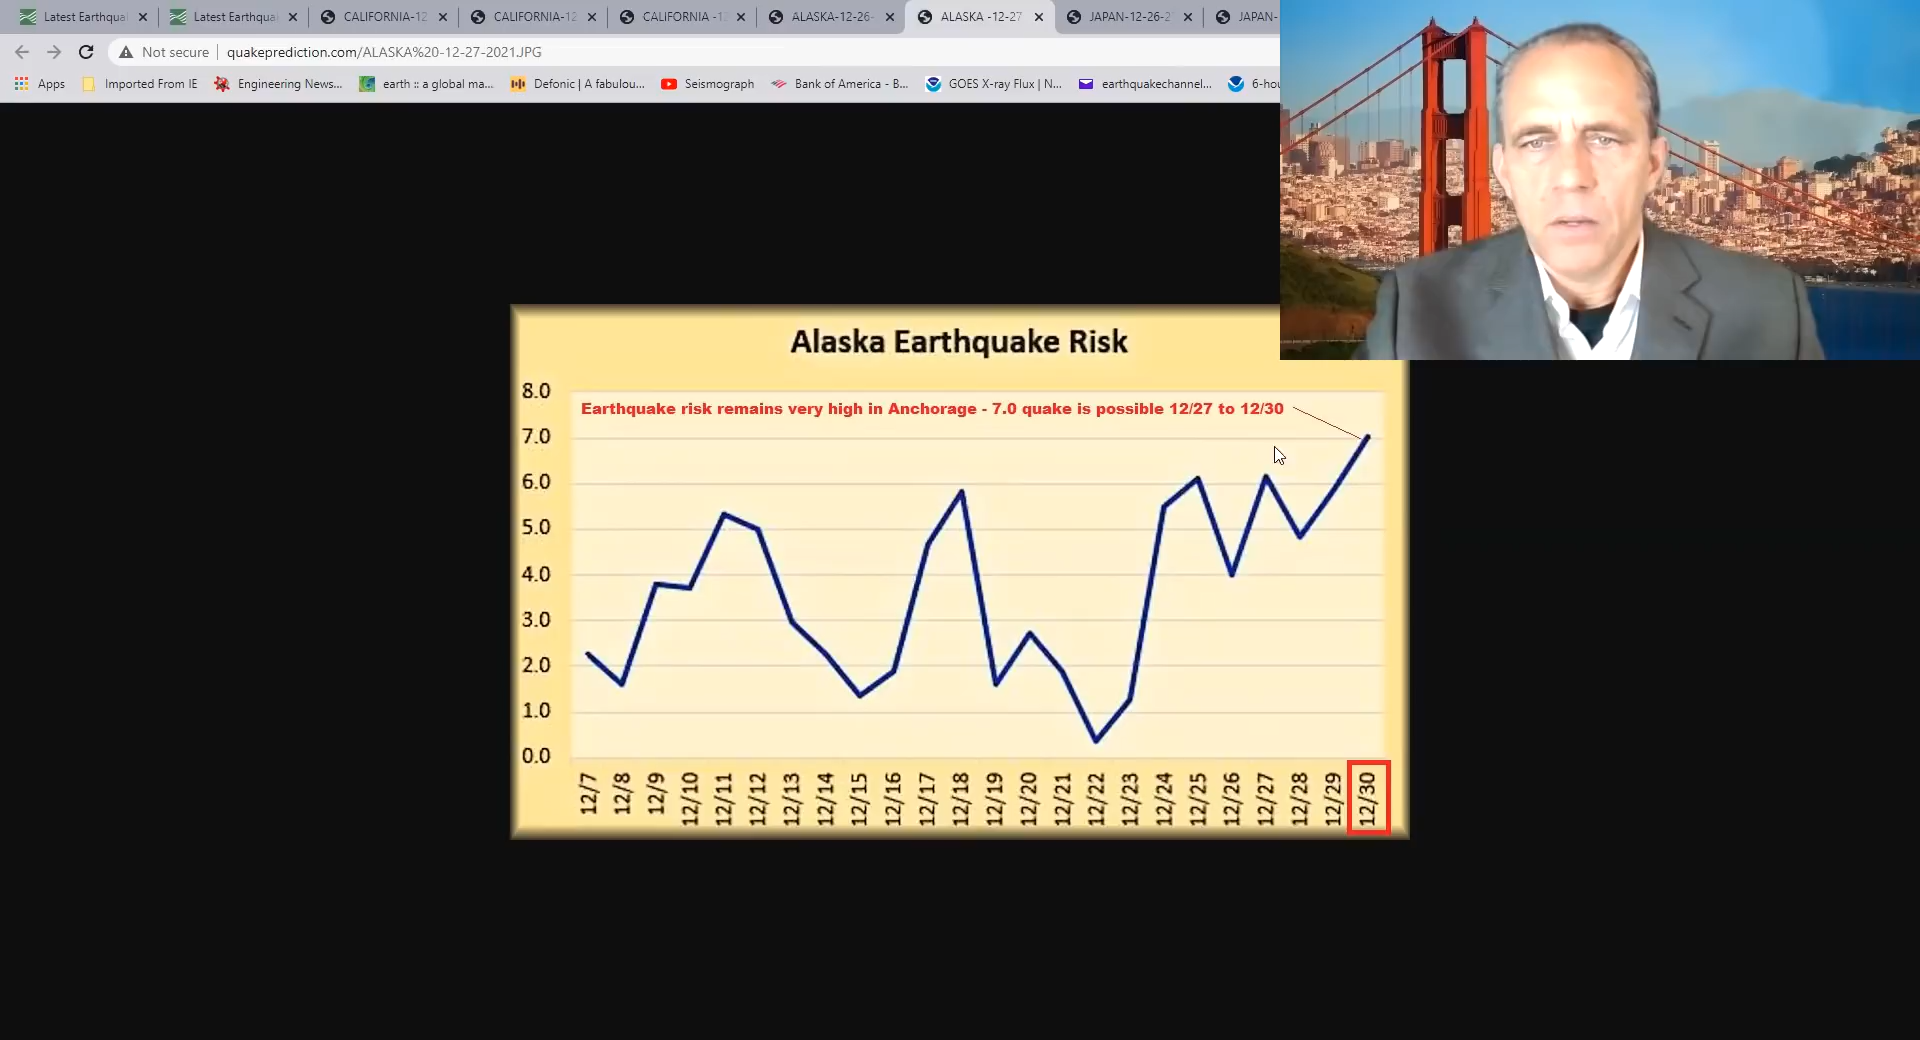 Latest Earthqua
Latest Earthqua
CALIFORNIA-12
CALIFORNIA-12
CALIFORNIA -12
ALASKA-12-26-
ALASKA -12-27
JAPAN-12-26-2
JAPAN-
Not secure
quakeprediction.com/ALASKA%20-12-27-2021.JPG
Apps
Imported From IE
Engineering News...
earth :: a global ma...
Defonic | A fabulou...
Seismograph
Bank of America - B...
GOES X-ray Flux | N...
earthquakechannel...
6-hou
Alaska Earthquake Risk
Earthquake risk remains very high in Anchorage - 7.0 quake is possible 12/27 to 12/30
8.0
7.0
6.0
5.0
4.0
3.0
2.0
1.0
0.0
12/7
12/8
12/9
12/10
12/11
12/12
12/13
12/14
12/15
12/16
12/17
12/18
12/19
12/20
12/21
12/22
12/23
12/24
12/25
12/26
12/27
12/28
12/29
12/30